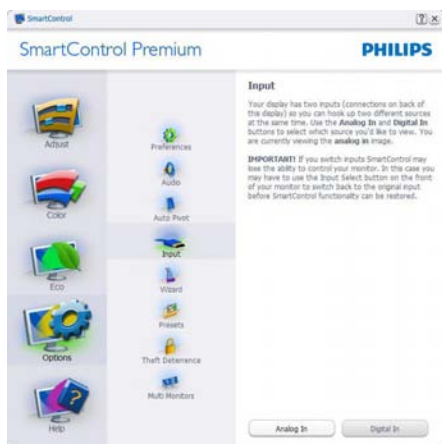 SmartControl
SmartControl Premium
PHILIPS
Adjust
Color
Eco
Options
Help
Preferences
Audio
Auto Pivot
Input
Wizard
Presets
Theft Deterrence
Multi Monitors
Input
Your display has two inputs (connections on back of
this display) so you can hook up two different sources
at the same time. Use the Analog In and Digital In
buttons to select which source you'd like to view. You
are currently viewing the analog in image.
IMPORTANT! If you switch inputs SmartControl may
lose the ability to control your monitor. In this case you
may have to use the Input Select button on the front
of your monitor to switch back to the original input
before SmartControl functionality can be restored.
Analog In
Digital In